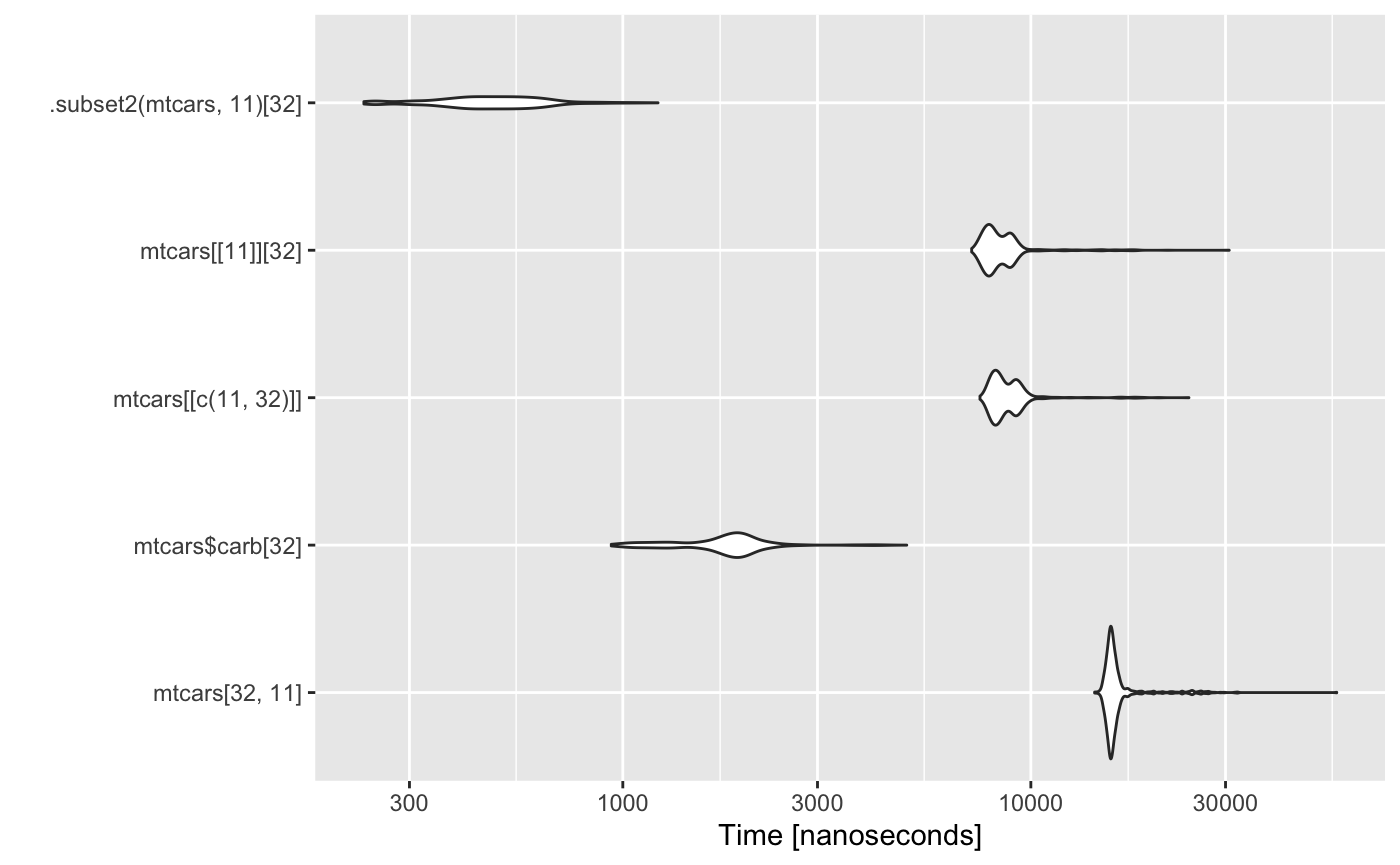 .subset2(mtcars, 11)[32]
mtcars[[11]][32]
mtcars[[c(11, 32)]]
mtcars$carb[32]
mtcars[32, 11]
300 1000 3000 10000 30000
Time [nanoseconds]